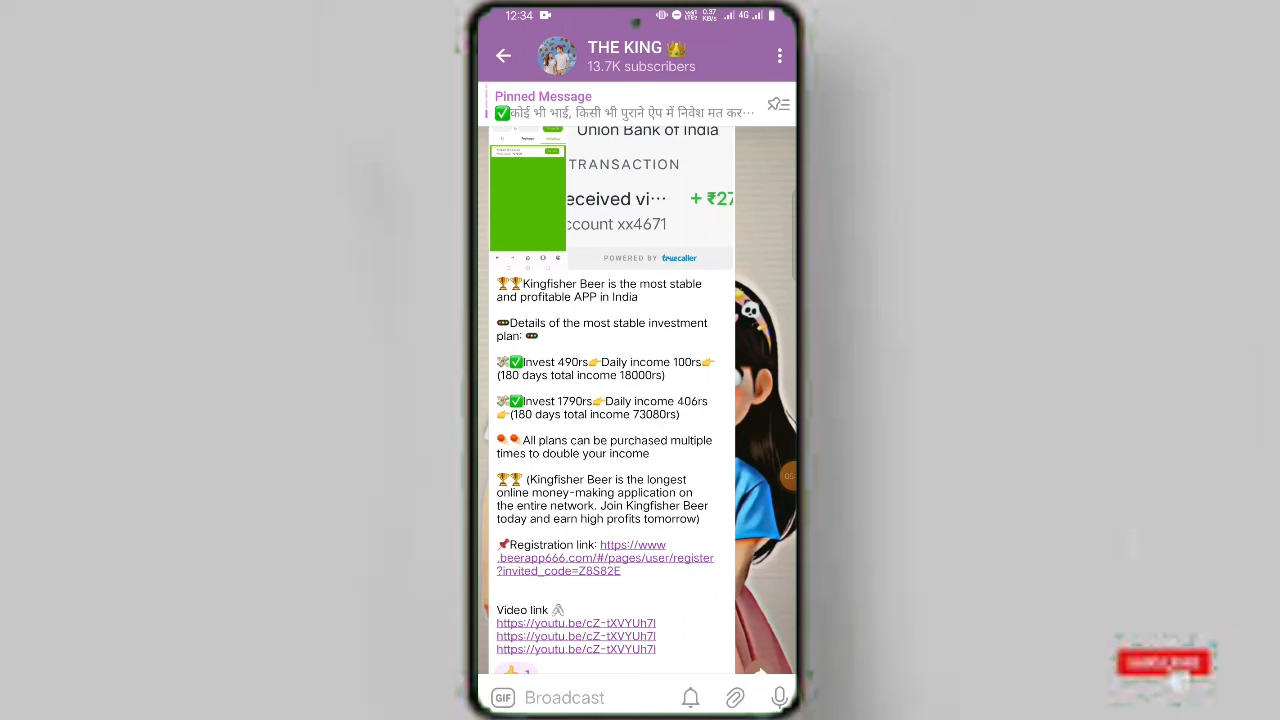 12:34
0.37
KB/s
4G
THE KING 👑
13.7K subscribers
Pinned Message
✅कोई भी भाई, किसी भी पुराने ऐप में निवेश मत कर···
Union Bank of India
TRANSACTION
eceived vi···
+ ₹27
ccount xx4671
POWERED BY truecaller
🏆🏆Kingfisher Beer is the most stable
and profitable APP in India
🚥Details of the most stable investment
plan: 🚥
💸✅Invest 490rs👉Daily income 100rs👉
(180 days total income 18000rs)
💸✅Invest 1790rs👉Daily income 406rs
👉(180 days total income 73080rs)
All plans can be purchased multiple
times to double your income
🏆🏆 (Kingfisher Beer is the longest
online money-making application on
the entire network. Join Kingfisher Beer
today and earn high profits tomorrow)
📌Registration link: https://www
.beerapp666.com/#/pages/user/register
?invited_code=Z8S82E
Video link 🖇
https://youtu.be/cZ-tXVYUh7I
https://youtu.be/cZ-tXVYUh7I
https://youtu.be/cZ-tXVYUh7I
👍 1
GIF
Broadcast